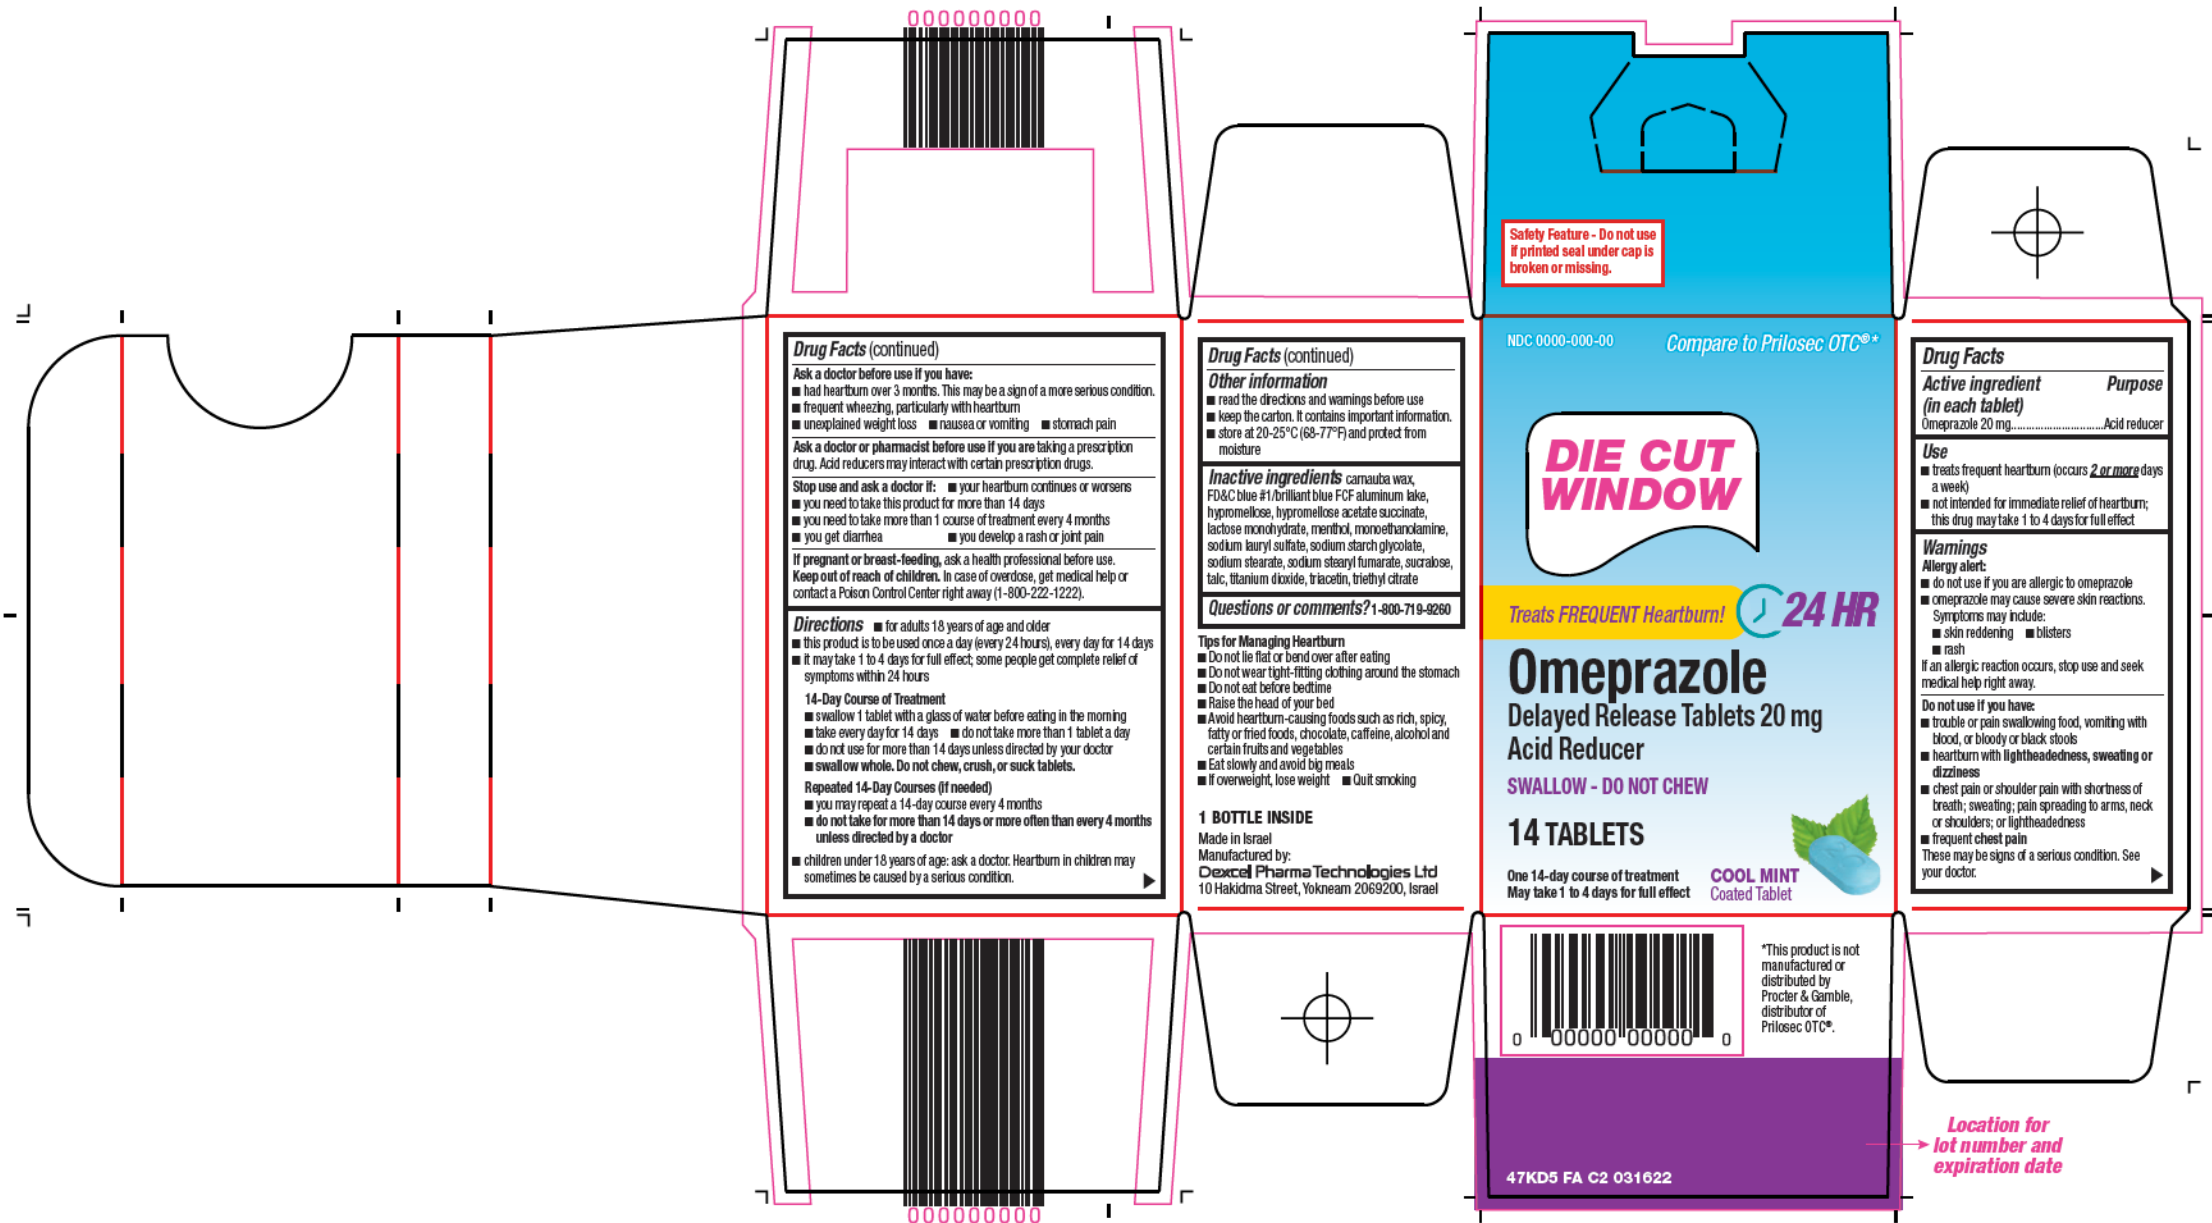 000000000
Drug Facts (continued)
Ask a doctor before use if you have:
■ had heartburn over 3 months. This may be a sign of a more serious condition.
■ frequent wheezing, particularly with heartburn
■ unexplained weight loss ■ nausea or vomiting ■ stomach pain
Ask a doctor or pharmacist before use if you are taking a prescription
drug. Acid reducers may interact with certain prescription drugs.
Stop use and ask a doctor if: ■ your heartburn continues or worsens
■ you need to take this product for more than 14 days
■ you need to take more than 1 course of treatment every 4 months
■ you get diarrhea ■ you develop a rash or joint pain
If pregnant or breast-feeding, ask a health professional before use.
Keep out of reach of children. In case of overdose, get medical help or
contact a Poison Control Center right away (1-800-222-1222).
Directions ■ for adults 18 years of age and older
■ this product is to be used once a day (every 24 hours), every day for 14 days
■ it may take 1 to 4 days for full effect; some people get complete relief of
symptoms within 24 hours
14-Day Course of Treatment
■ swallow 1 tablet with a glass of water before eating in the morning
■ take every day for 14 days ■ do not take more than 1 tablet a day
■ do not use for more than 14 days unless directed by your doctor
■ swallow whole. Do not chew, crush, or suck tablets.
Repeated 14-Day Courses (if needed)
■ you may repeat a 14-day course every 4 months
■ do not take for more than 14 days or more often than every 4 months
unless directed by a doctor
■ children under 18 years of age: ask a doctor. Heartburn in children may
sometimes be caused by a serious condition.
000000000
Drug Facts (continued)
Other information
■ read the directions and warnings before use
■ keep the carton. It contains important information.
■ store at 20-25°C (68-77°F) and protect from
moisture
Inactive ingredients carnauba wax,
FD&C blue #1/brilliant blue FCF aluminum lake,
hypromellose, hypromellose acetate succinate,
lactose monohydrate, menthol, monoethanolamine,
sodium lauryl sulfate, sodium starch glycolate,
sodium stearate, sodium stearyl fumarate, sucralose,
talc, titanium dioxide, triacetin, triethyl citrate
Questions or comments? 1-800-719-9260
Tips for Managing Heartburn
■ Do not lie flat or bend over after eating
■ Do not wear tight-fitting clothing around the stomach
■ Do not eat before bedtime
■ Raise the head of your bed
■ Avoid heartburn-causing foods such as rich, spicy,
fatty or fried foods, chocolate, caffeine, alcohol and
certain fruits and vegetables
■ Eat slowly and avoid big meals
■ If overweight, lose weight ■ Quit smoking
1 BOTTLE INSIDE
Made in Israel
Manufactured by:
Dexcel Pharma Technologies Ltd
10 Hakidma Street, Yokneam 2069200, Israel
Safety Feature - Do not use
if printed seal under cap is
broken or missing.
NDC 0000-000-00 Compare to Prilosec OTC®*
DIE CUT
WINDOW
Treats FREQUENT Heartburn! 24 HR
Omeprazole
Delayed Release Tablets 20 mg
Acid Reducer
SWALLOW - DO NOT CHEW
14 TABLETS
One 14-day course of treatment
May take 1 to 4 days for full effect
COOL MINT
Coated Tablet
0 00000 00000 0
*This product is not
manufactured or
distributed by
Procter & Gamble,
distributor of
Prilosec OTC®.
47KD5 FA C2 031622
Drug Facts
Active ingredient Purpose
(in each tablet)
Omeprazole 20 mg...............................Acid reducer
Use
■ treats frequent heartburn (occurs 2 or more days
a week)
■ not intended for immediate relief of heartburn;
this drug may take 1 to 4 days for full effect
Warnings
Allergy alert:
■ do not use if you are allergic to omeprazole
■ omeprazole may cause severe skin reactions.
Symptoms may include:
■ skin reddening ■ blisters
■ rash
If an allergic reaction occurs, stop use and seek
medical help right away.
Do not use if you have:
■ trouble or pain swallowing food, vomiting with
blood, or bloody or black stools
■ heartburn with lightheadedness, sweating or
dizziness
■ chest pain or shoulder pain with shortness of
breath; sweating; pain spreading to arms, neck
or shoulders; or lightheadedness
■ frequent chest pain
These may be signs of a serious condition. See
your doctor.
Location for
lot number and
expiration date